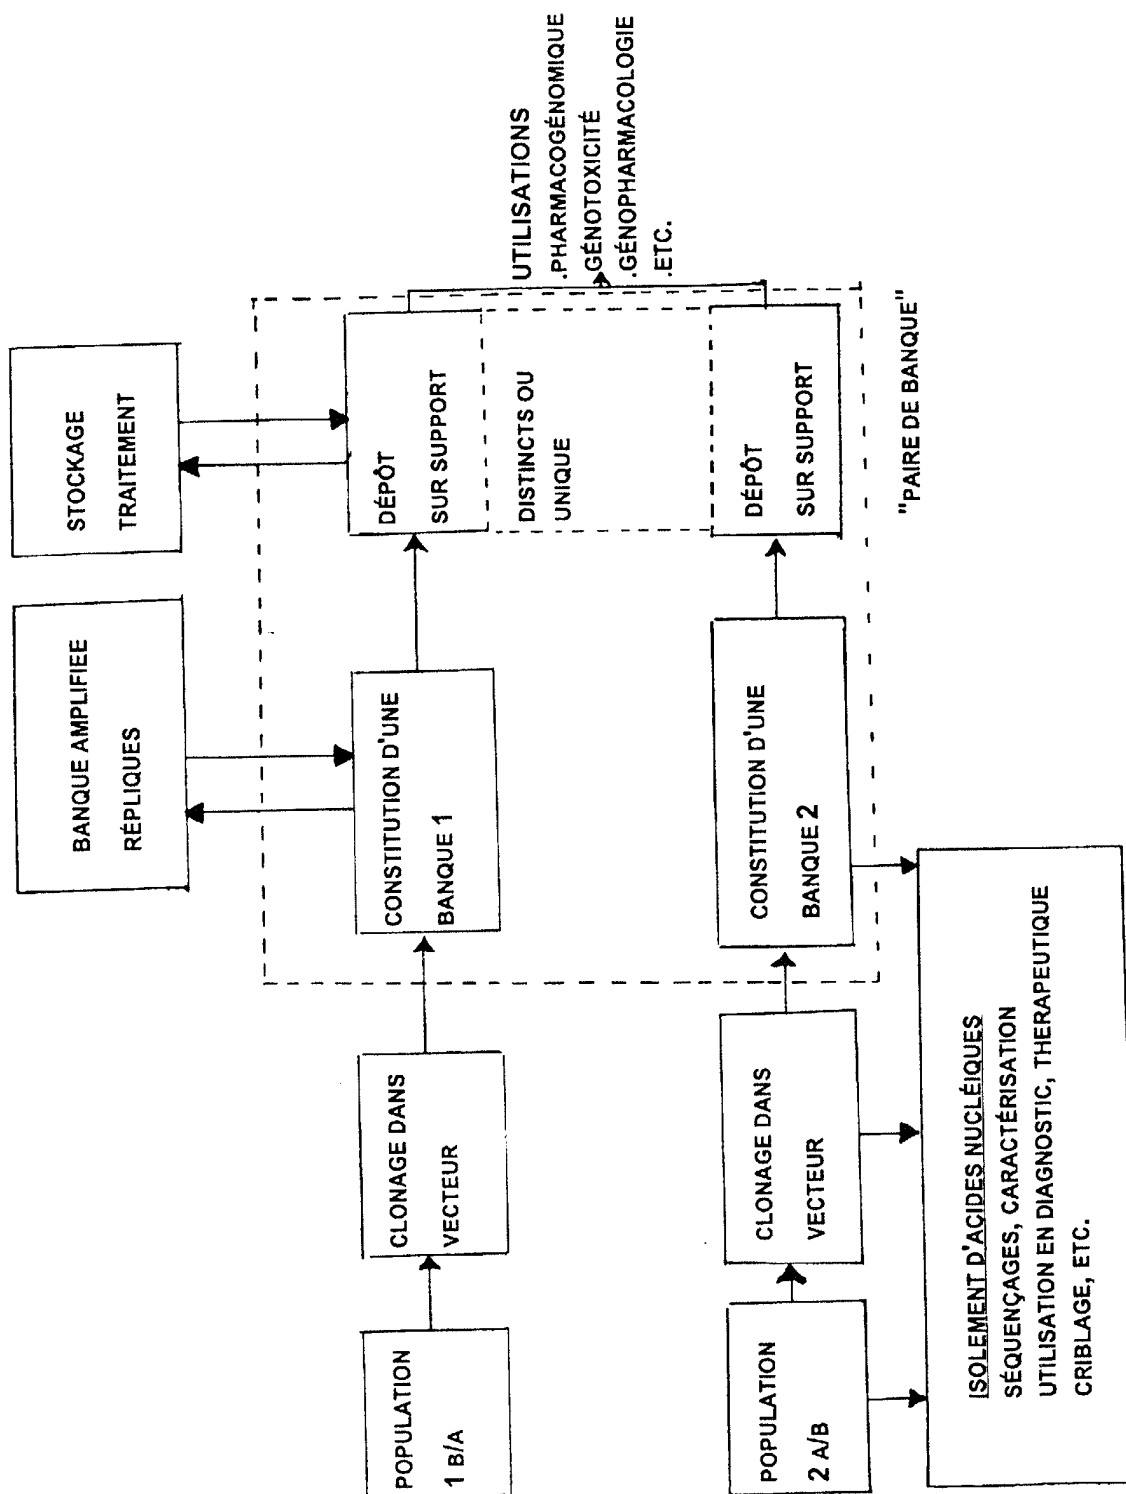 BANQUE AMPLIFIEE
RÉPLIQUES
STOCKAGE
TRAITEMENT
POPULATION
1 B/A
CLONAGE DANS
VECTEUR
CONSTITUTION D'UNE
BANQUE 1
DÉPÔT
SUR SUPPORT
DISTINCTS OU
UNIQUE
UTILISATIONS
.PHARMACOGÉNOMIQUE
.GÉNOTOXICITÉ
.GÉNOPHARMACOLOGIE
.ETC.
POPULATION
2 A/B
CLONAGE DANS
VECTEUR
CONSTITUTION D'UNE
BANQUE 2
DÉPÔT
SUR SUPPORT
"PAIRE DE BANQUE"
ISOLEMENT D'ACIDES NUCLÉIQUES
SÉQUENÇAGES, CARACTÉRISATION
UTILISATION EN DIAGNOSTIC, THERAPEUTIQUE
CRIBLAGE, ETC.